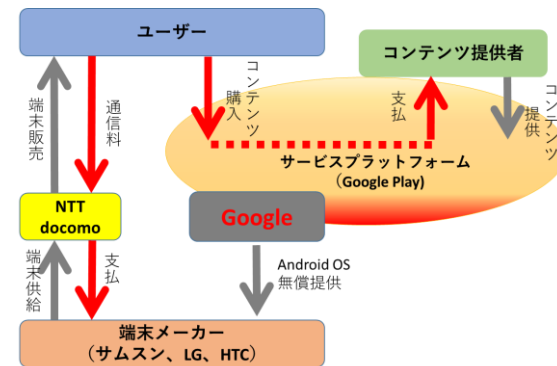 ユーザー
コンテンツ提供者
端末販売
通信料
コンテンツ
購入
支払
コンテンツ
提供
サービスプラットフォーム
（Google Play)
NTT
docomo
Google
端末供給
支払
Android OS
無償提供
端末メーカー
（サムスン、LG、HTC）